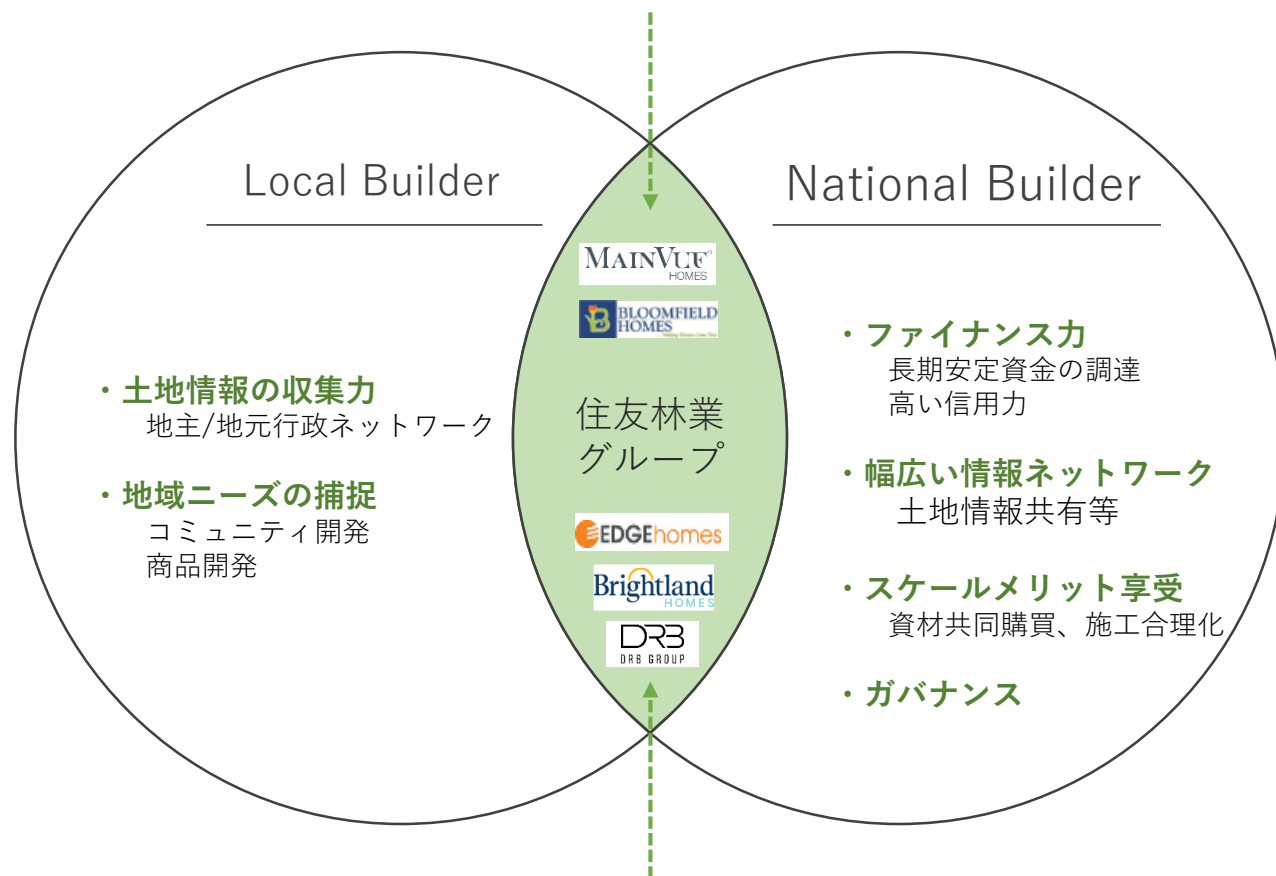 Local Builder
・土地情報の収集力
地主/地元行政ネットワーク
・地域ニーズの捕捉
コミュニティ開発
商品開発
MAINVUE
HOMES
BLOOMFIELD
HOMES
住友林業
グループ
EDGEhomes
Brightland
HOMES
DRB
DRB GROUP
National Builder
・ファイナンス力
長期安定資金の調達
高い信用力
・幅広い情報ネットワーク
土地情報共有等
・スケールメリット享受
資材共同購買、施工合理化
・ガバナンス